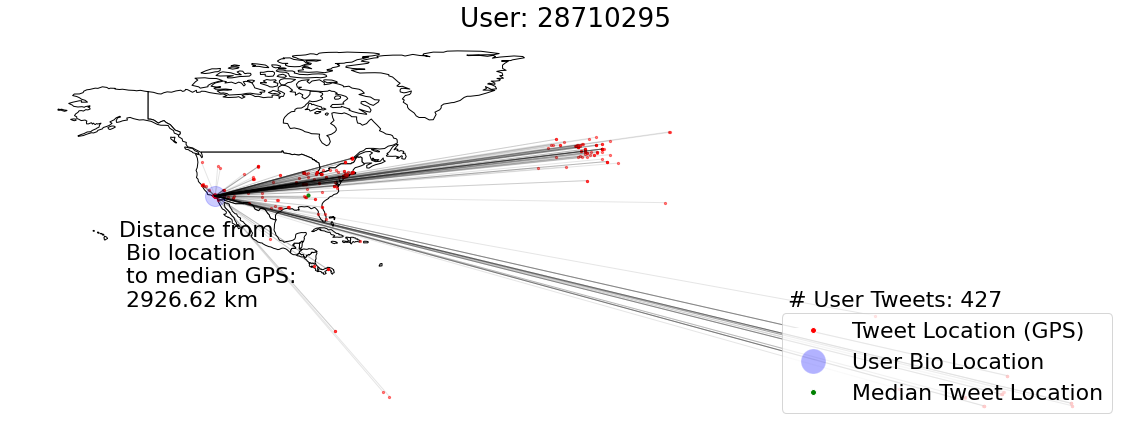 User: 28710295
Distance from
Bio location
to median GPS:
2926.62 km
# User Tweets: 427
Tweet Location (GPS)
User Bio Location
Median Tweet Location